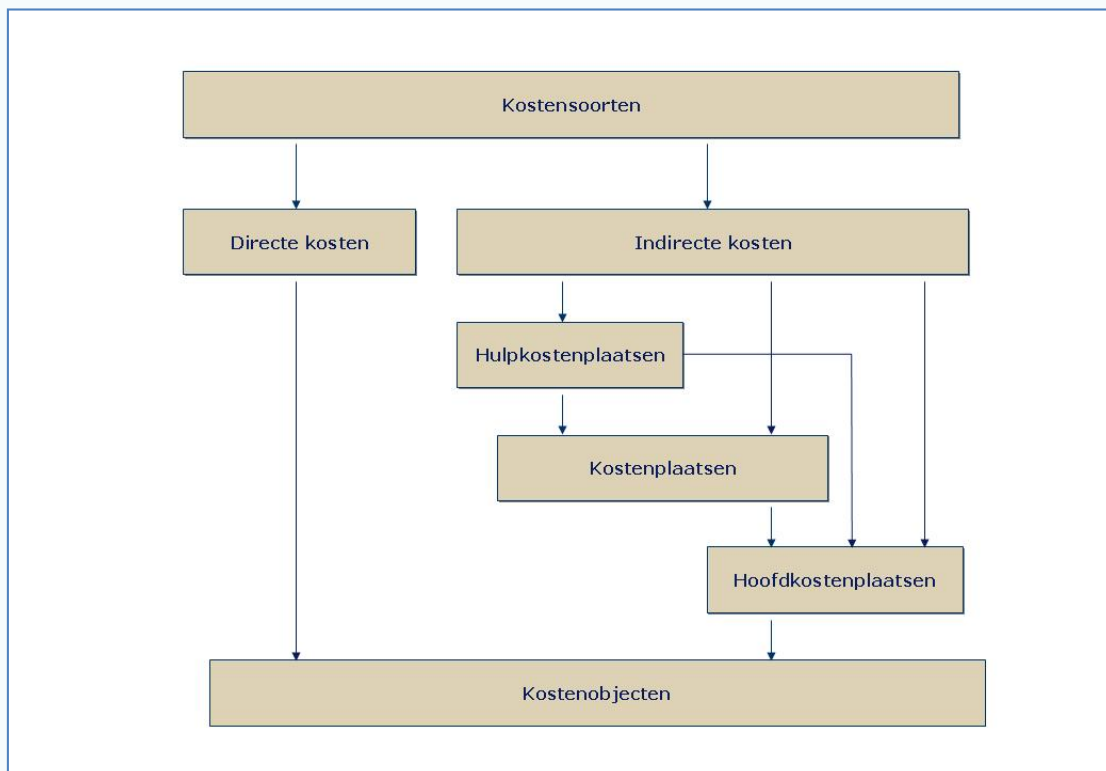 Kostensoorten
Directe kosten
Indirecte kosten
Hulpkostenplaatsen
Kostenplaatsen
Hoofdkostenplaatsen
Kostenobjecten